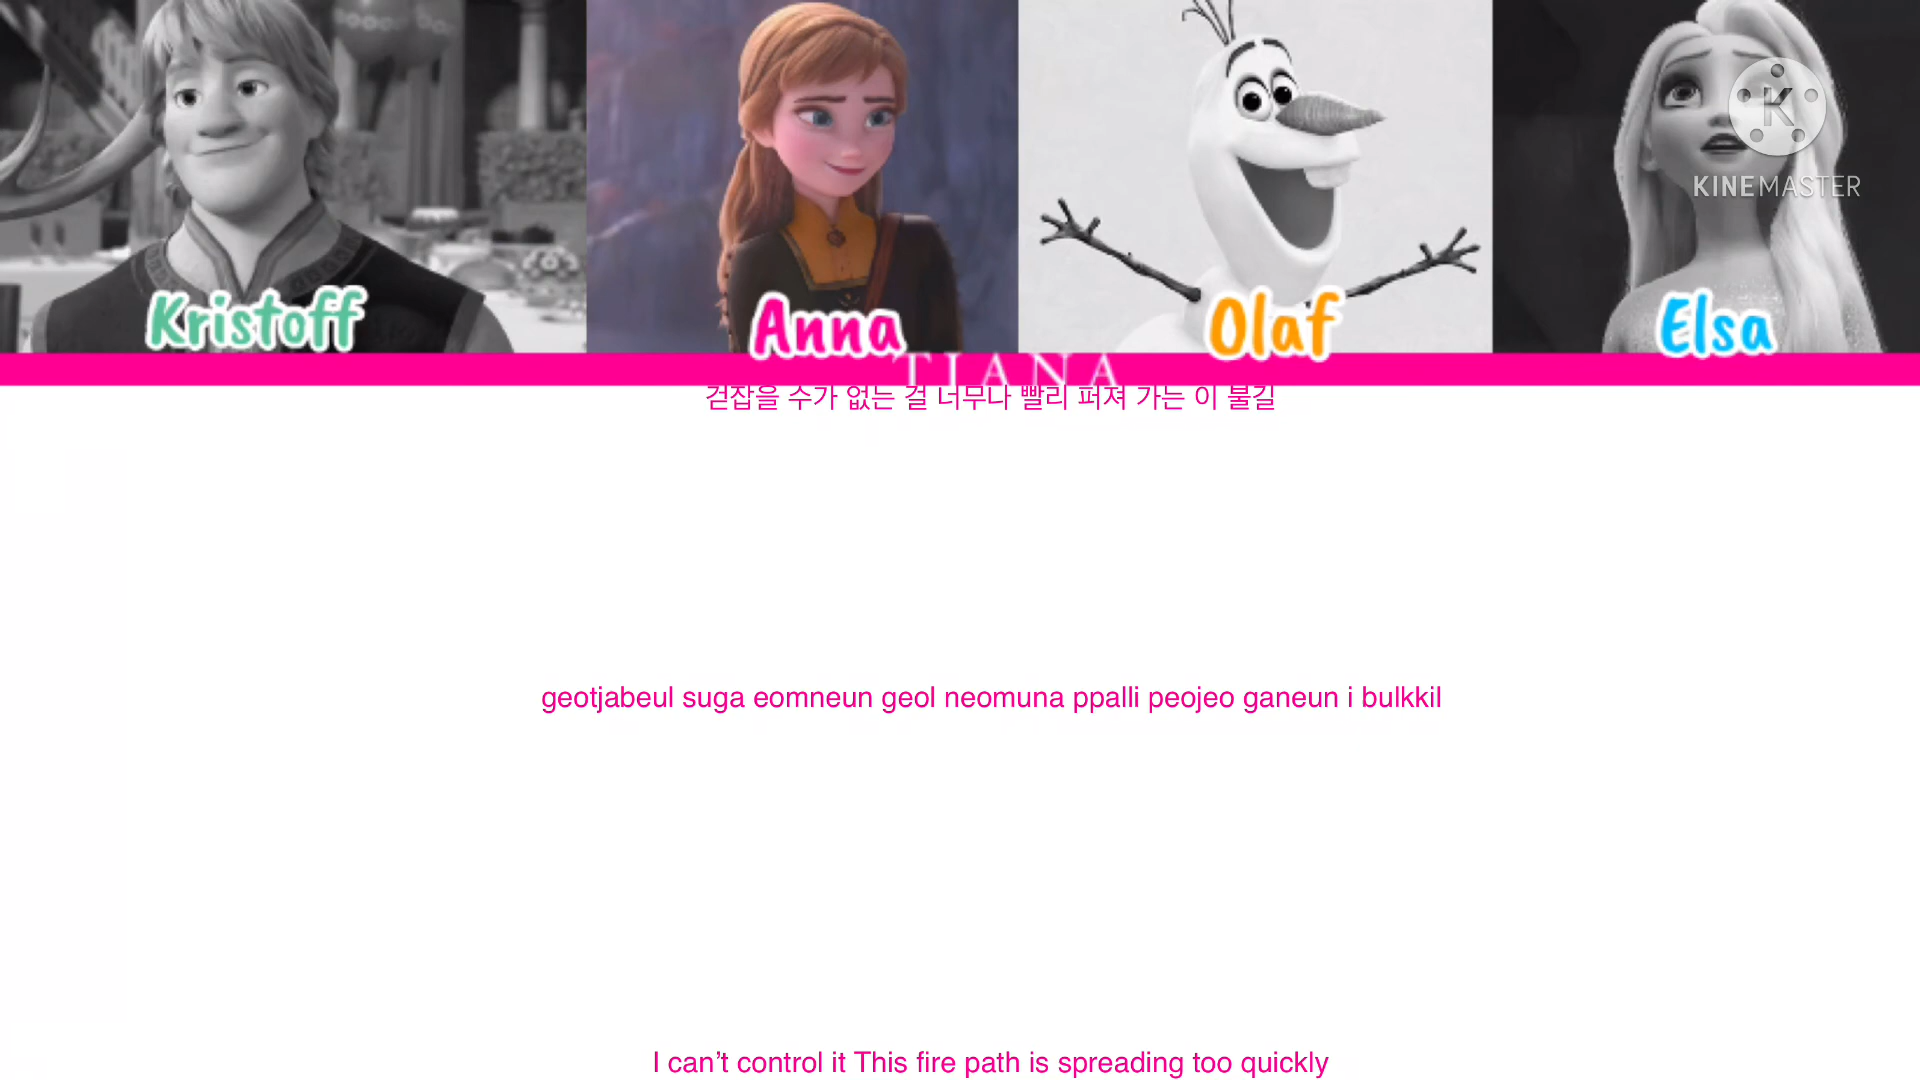 K
KINEMASTER
Kristoff
Anna
Olaf
Elsa
TIANA
걷잡을 수가 없는 걸 너무나 빨리 퍼져 가는 이 불길
geotjabeul suga eomneun geol neomuna ppalli peojeo ganeun i bulkkil
I can’t control it This fire path is spreading too quickly